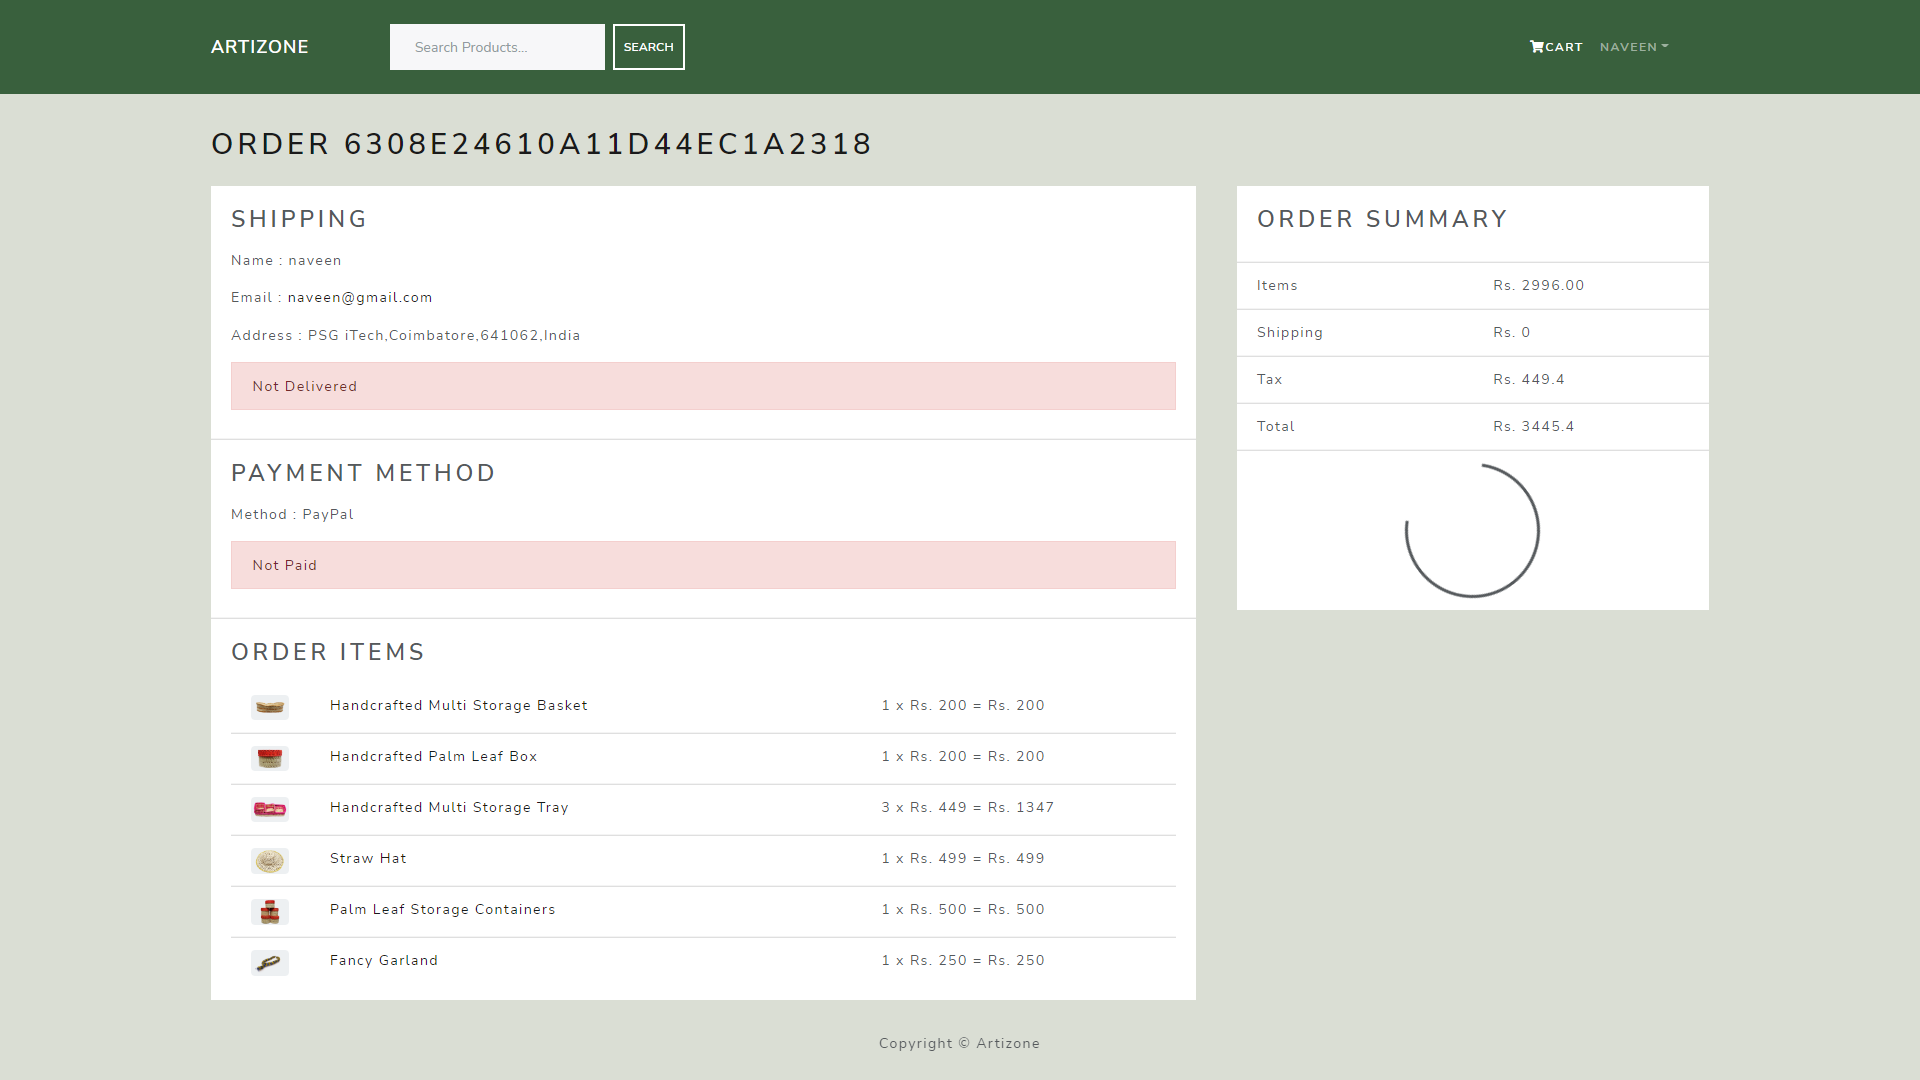 ARTIZONE
Search Products...
SEARCH
CART
NAVEEN
ORDER 6308E24610A11D44EC1A2318
SHIPPING
Name : naveen
Email : naveen@gmail.com
Address : PSG iTech,Coimbatore,641062,India
Not Delivered
PAYMENT METHOD
Method : PayPal
Not Paid
ORDER ITEMS
Handcrafted Multi Storage Basket 1 x Rs. 200 = Rs. 200
Handcrafted Palm Leaf Box 1 x Rs. 200 = Rs. 200
Handcrafted Multi Storage Tray 3 x Rs. 449 = Rs. 1347
Straw Hat 1 x Rs. 499 = Rs. 499
Palm Leaf Storage Containers 1 x Rs. 500 = Rs. 500
Fancy Garland 1 x Rs. 250 = Rs. 250
ORDER SUMMARY
Items Rs. 2996.00
Shipping Rs. 0
Tax Rs. 449.4
Total Rs. 3445.4
Copyright © Artizone